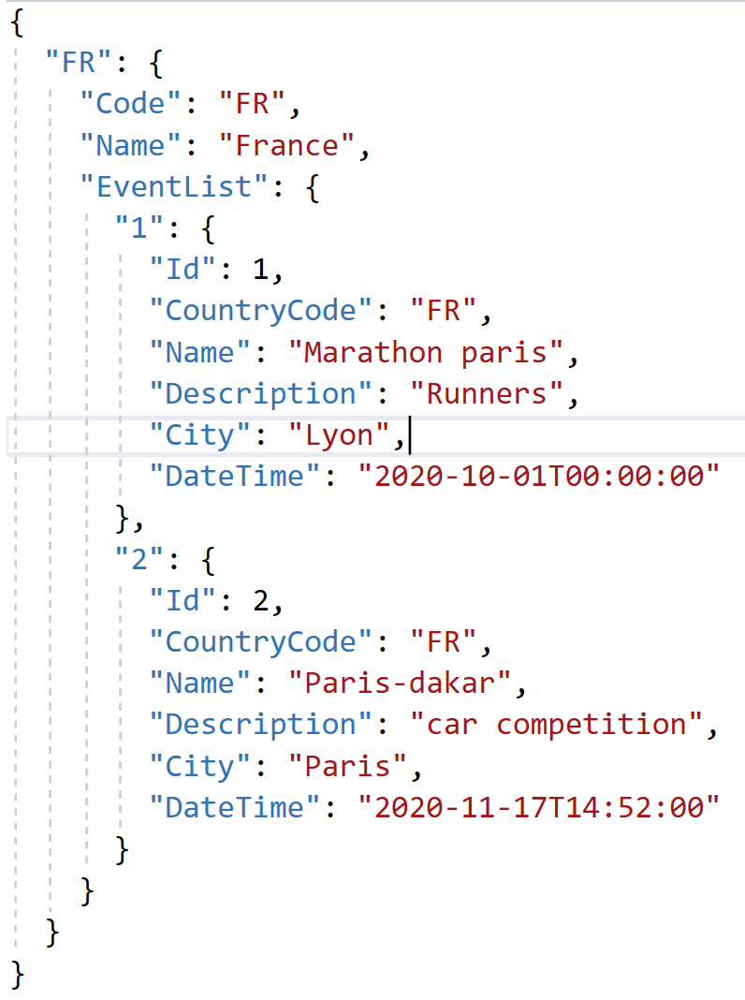 {
  "FR": {
    "Code": "FR",
    "Name": "France",
    "EventList": {
      "1": {
        "Id": 1,
        "CountryCode": "FR",
        "Name": "Marathon paris",
        "Description": "Runners",
        "City": "Lyon",
        "DateTime": "2020-10-01T00:00:00"
      },
      "2": {
        "Id": 2,
        "CountryCode": "FR",
        "Name": "Paris-dakar",
        "Description": "car competition",
        "City": "Paris",
        "DateTime": "2020-11-17T14:52:00"
      }
    }
  }
}